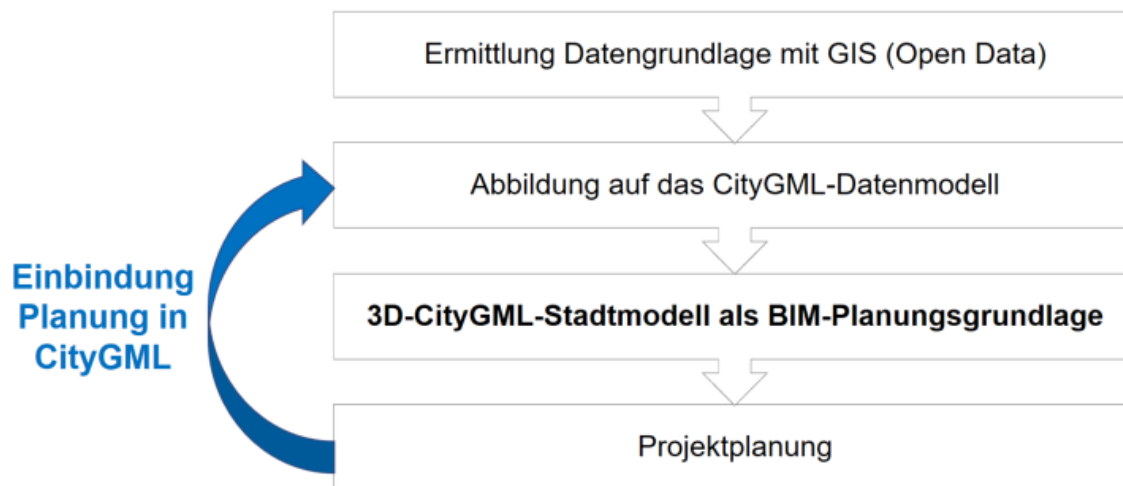 Ermittlung Datengrundlage mit GIS (Open Data)
Abbildung auf das CityGML-Datenmodell
3D-CityGML-Stadtmodell als BIM-Planungsgrundlage
Projektplanung
Einbindung
Planung in
CityGML